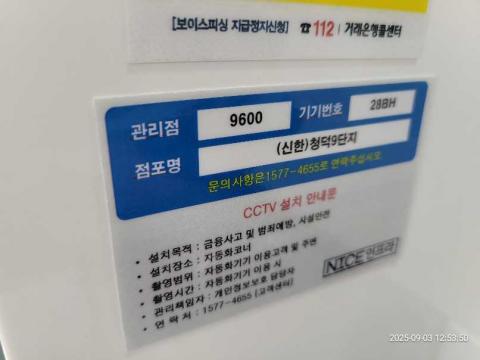 [보이스피싱 지급정지신청] ☎112 | 거래은행콜센터
관리점 9600 기기번호 28BH
점포명 (신한)청덕9단지
문의사항은1577-4655로 연락주십시오
CCTV 설치 안내문
• 설치목적 : 금융사고 및 범죄예방, 시설안전
• 설치장소 : 자동화코너
• 촬영범위 : 자동화기기 이용고객 및 주변
• 촬영시간 : 자동화기기 이용 시
• 관리책임자 : 개인정보보호 담당자
• 연 락 처 : 1577-4655 (고객센터)
NICE 인프라
2025-09-03 12:53:50